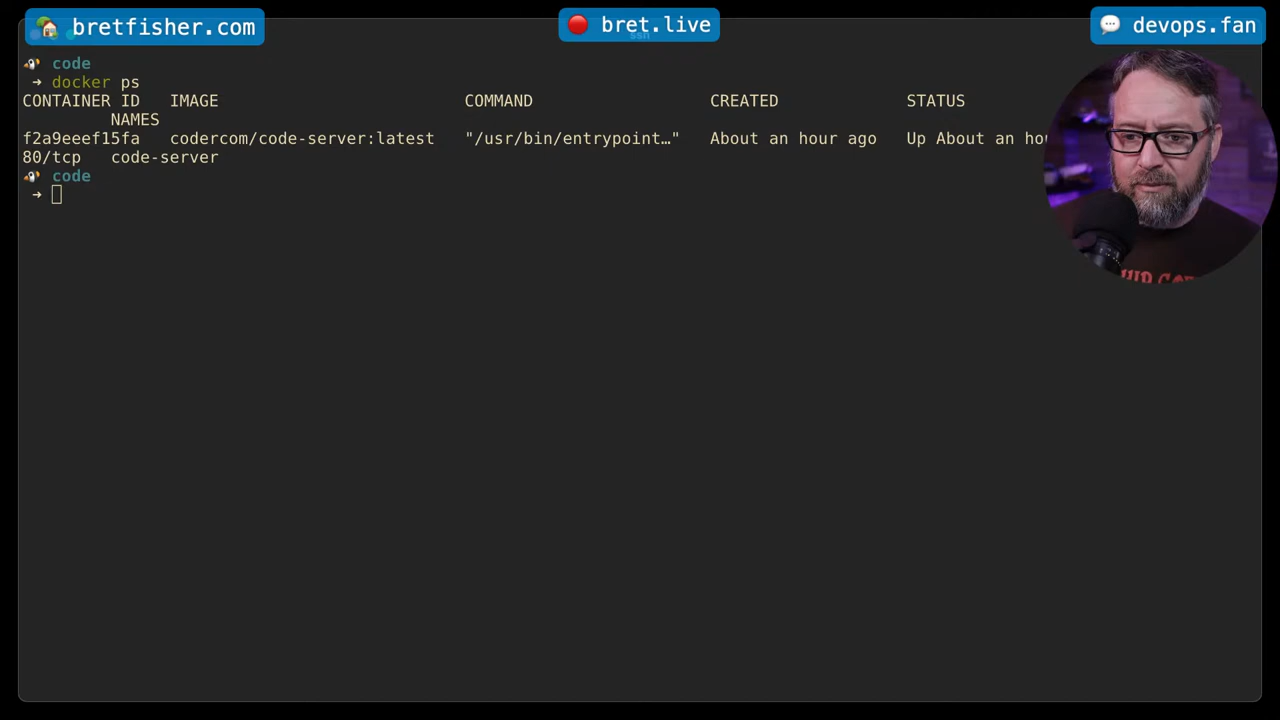 bretfisher.com
bret.live
devops.fan
ssh
code
→ docker ps
CONTAINER ID   IMAGE   COMMAND   CREATED   STATUS
NAMES
f2a9eeef15fa   codercom/code-server:latest   "/usr/bin/entrypoint…"   About an hour ago   Up About an
80/tcp   code-server
code
→